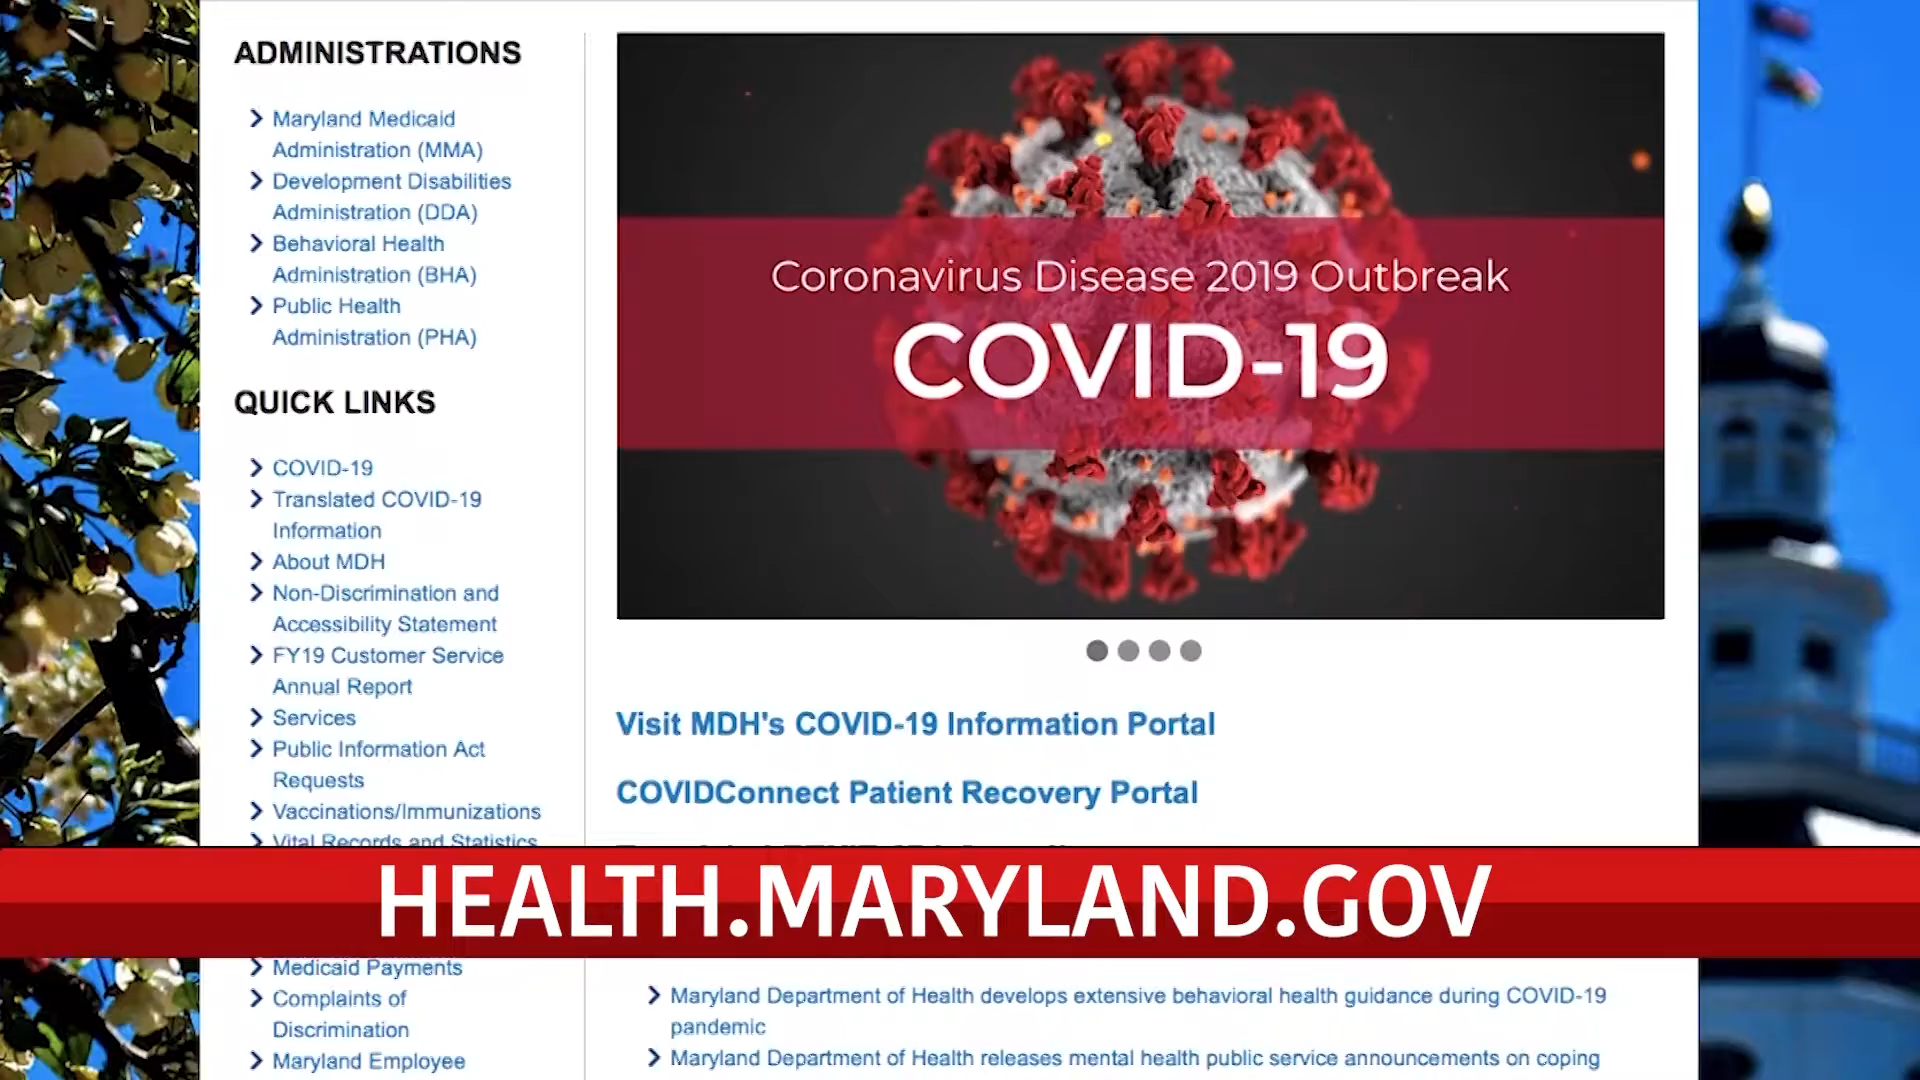 ADMINISTRATIONS
Maryland Medicaid
Administration (MMA)
Development Disabilities
Administration (DDA)
Behavioral Health
Administration (BHA)
Public Health
Administration (PHA)
QUICK LINKS
COVID-19
Translated COVID-19
Information
About MDH
Non-Discrimination and
Accessibility Statement
FY19 Customer Service
Annual Report
Services
Public Information Act
Requests
Vaccinations/Immunizations
Vital Records and Statistics
Medicaid Payments
Complaints of
Discrimination
Maryland Employee
Coronavirus Disease 2019 Outbreak
COVID-19
Visit MDH's COVID-19 Information Portal
COVIDConnect Patient Recovery Portal
HEALTH.MARYLAND.GOV
Maryland Department of Health develops extensive behavioral health guidance during COVID-19
pandemic
Maryland Department of Health releases mental health public service announcements on coping